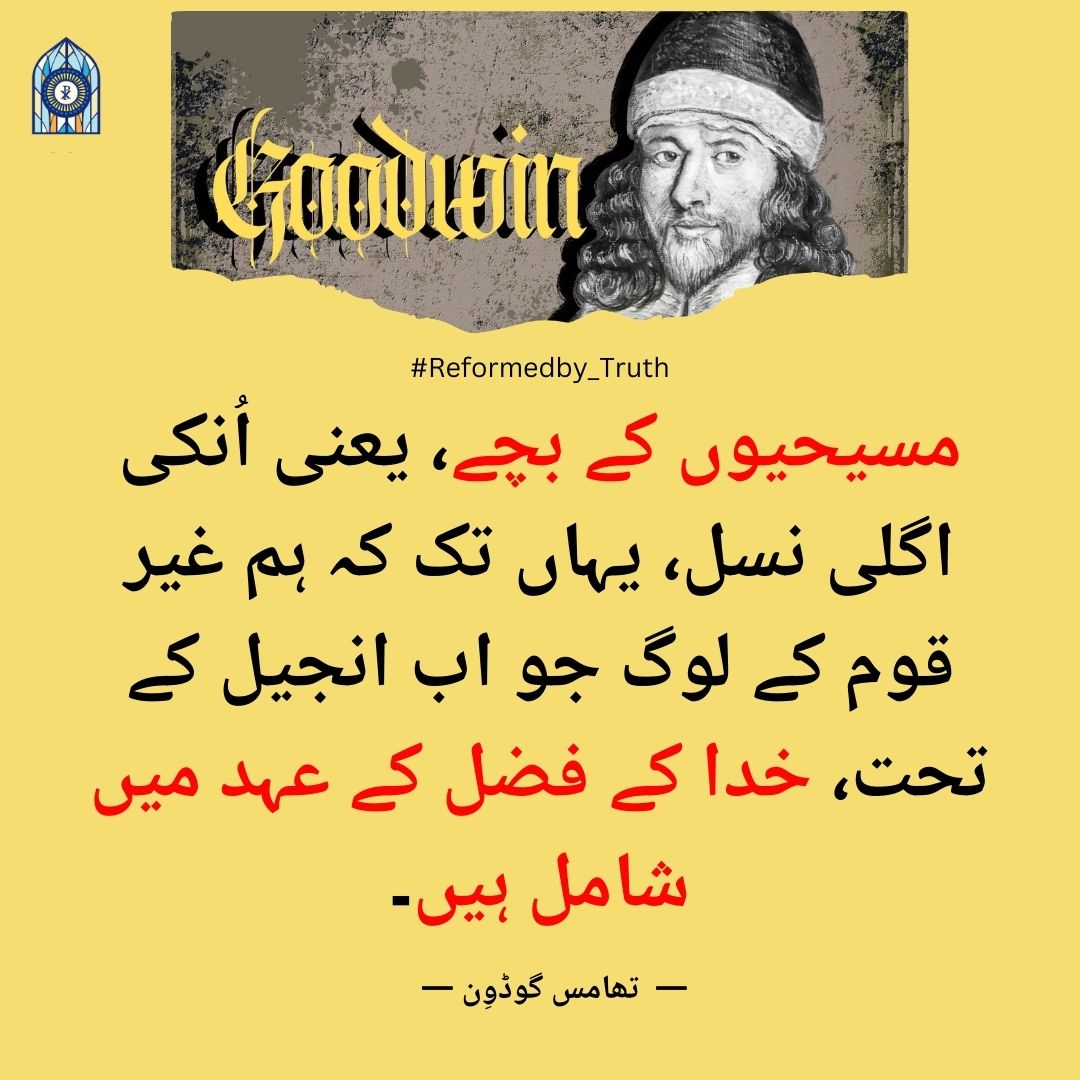 Goodwin
#Reformedby_Truth
مسیحیوں کے بچے، یعنی اُنکی
اگلی نسل، یہاں تک کہ ہم غیر
قوم کے لوگ جو اب انجیل کے
تحت، خدا کے فضل کے عہد میں
شامل ہیں۔
— تھامس گوڈوِن —